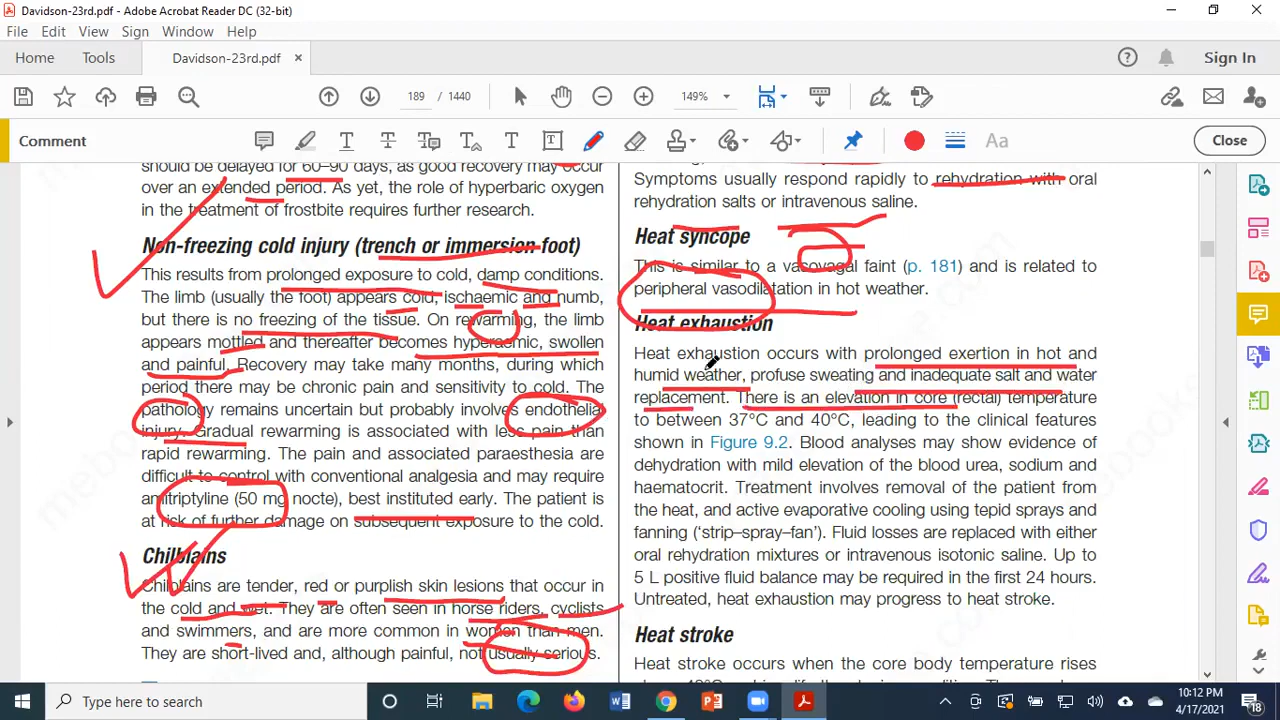 Davidson-23rd.pdf - Adobe Acrobat Reader DC (32-bit)
File Edit View Sign Window Help
Home Tools Davidson-23rd.pdf × Sign In
189 / 1440 149%
Comment Close
should be delayed for 60–90 days, as good recovery may occur
over an extended period. As yet, the role of hyperbaric oxygen
in the treatment of frostbite requires further research.
Non-freezing cold injury (trench or immersion foot)
This results from prolonged exposure to cold, damp conditions.
The limb (usually the foot) appears cold, ischaemic and numb,
but there is no freezing of the tissue. On rewarming, the limb
appears mottled and thereafter becomes hyperaemic, swollen
and painful. Recovery may take many months, during which
period there may be chronic pain and sensitivity to cold. The
pathology remains uncertain but probably involves endothelial
injury. Gradual rewarming is associated with less pain than
rapid rewarming. The pain and associated paraesthesia are
difficult to control with conventional analgesia and may require
amitriptyline (50 mg nocte), best instituted early. The patient is
at risk of further damage on subsequent exposure to the cold.
Chilblains
Chilblains are tender, red or purplish skin lesions that occur in
the cold and wet. They are often seen in horse riders, cyclists
and swimmers, and are more common in women than men.
They are short-lived and, although painful, not usually serious.
Symptoms usually respond rapidly to rehydration with oral
rehydration salts or intravenous saline.
Heat syncope
This is similar to a vasovagal faint (p. 181) and is related to
peripheral vasodilatation in hot weather.
Heat exhaustion
Heat exhaustion occurs with prolonged exertion in hot and
humid weather, profuse sweating and inadequate salt and water
replacement. There is an elevation in core (rectal) temperature
to between 37°C and 40°C, leading to the clinical features
shown in Figure 9.2. Blood analyses may show evidence of
dehydration with mild elevation of the blood urea, sodium and
haematocrit. Treatment involves removal of the patient from
the heat, and active evaporative cooling using tepid sprays and
fanning (‘strip–spray–fan’). Fluid losses are replaced with either
oral rehydration mixtures or intravenous isotonic saline. Up to
5 L positive fluid balance may be required in the first 24 hours.
Untreated, heat exhaustion may progress to heat stroke.
Heat stroke
Heat stroke occurs when the core body temperature rises
Type here to search
10:12 PM
4/17/2021
18